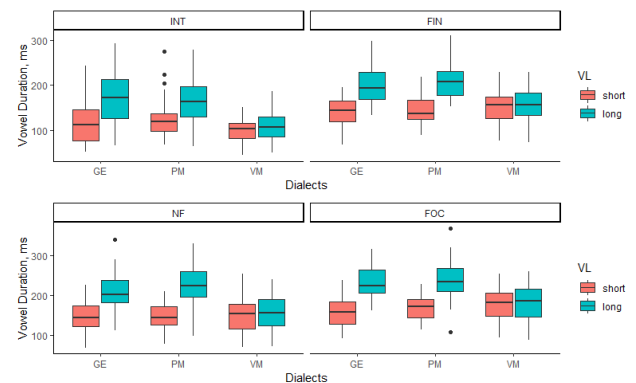 INT
FIN
300
200
100
Vowel Duration, ms
GE
PM
VM
GE
PM
VM
Dialects
VL
short
long
NF
FOC
300
200
100
Vowel Duration, ms
GE
PM
VM
GE
PM
VM
Dialects
VL
short
long